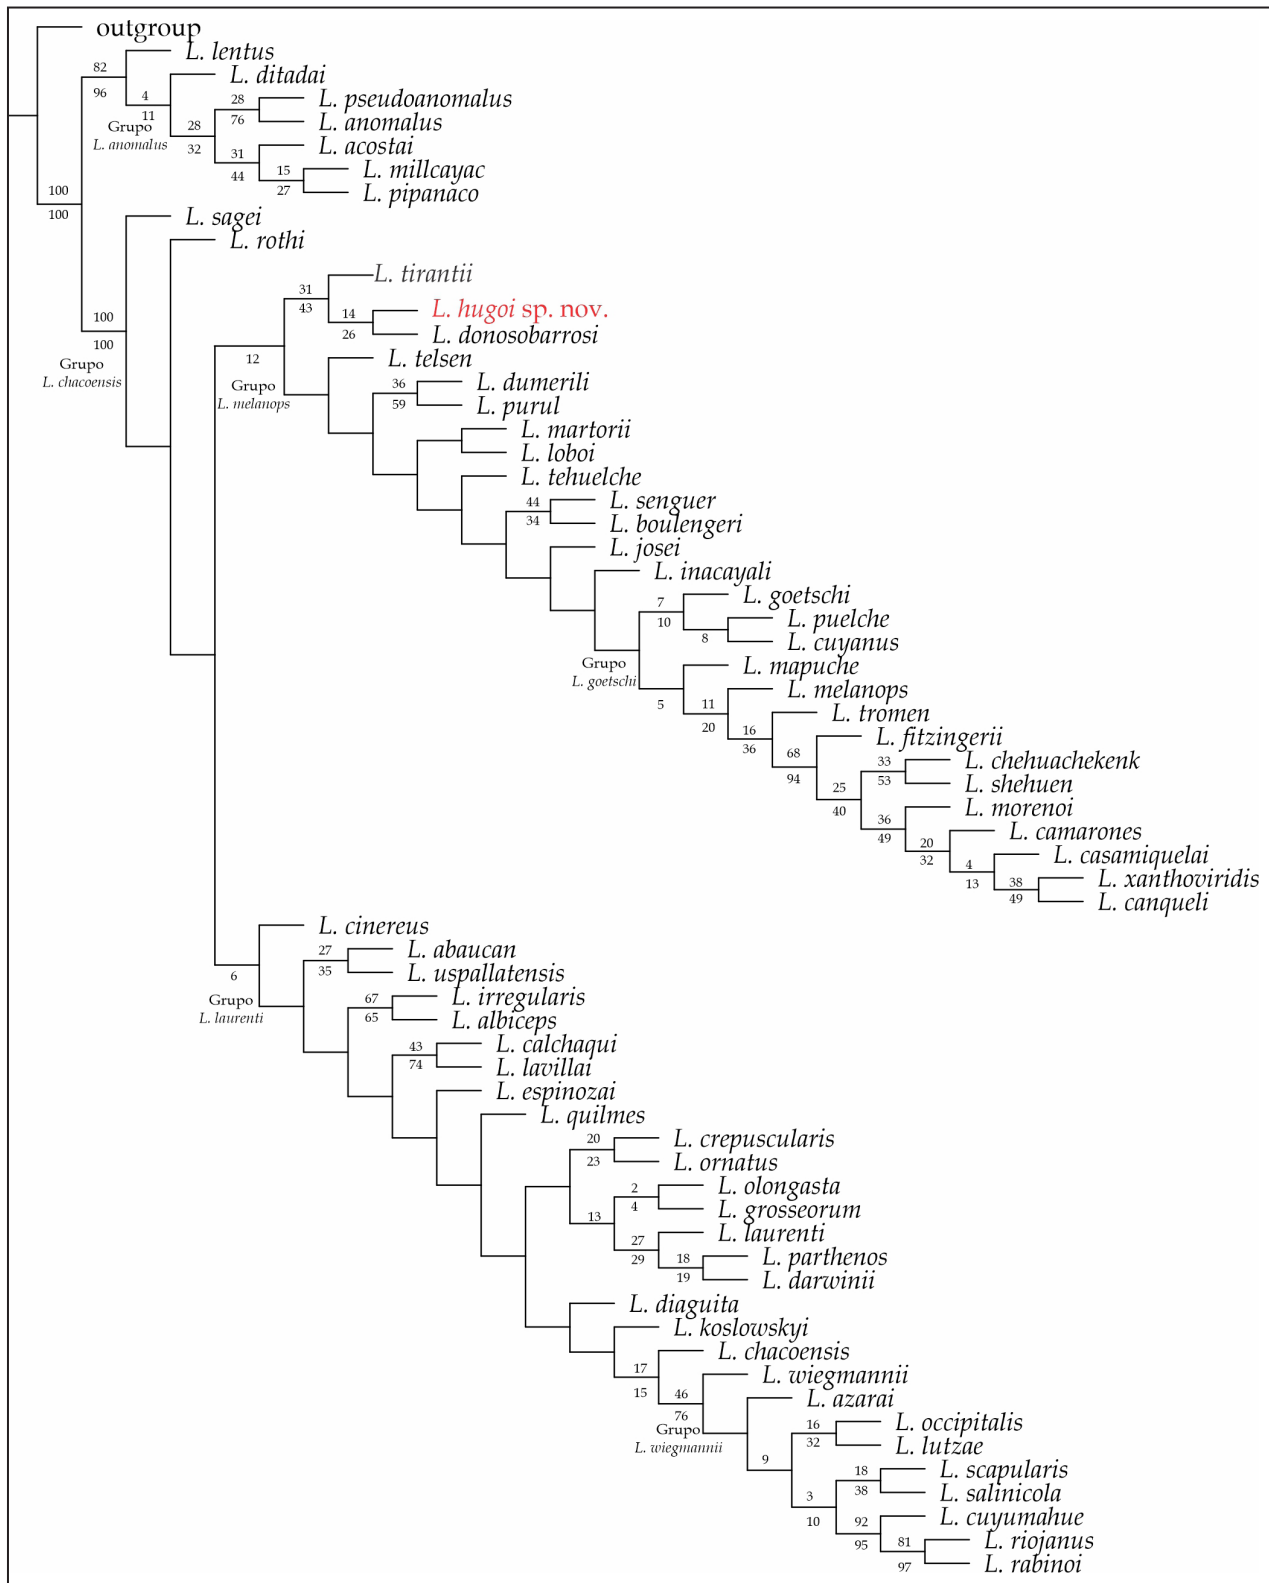 outgroup
L. lentus
82
L. ditadai
96
4
28
L. pseudoanomalus
11
Grupo
28
76
L. anomalus
L. anomalus
32
31
L. acostai
44
15
L. millcayac
100
27
L. pipanaco
100
L. sagei
L. rothi
L. tirantii
31
43
14
L. hugoi sp. nov.
100
26
L. donosobarrosi
100
12
L. telsen
Grupo
L. chacoensis
Grupo
L. melanops
36
L. dumerili
59
L. purul
L. martorii
L. loboi
L. tehuelche
44
L. senguer
34
L. boulengeri
L. josei
L. inacayali
7
L. goetschi
10
L. puelche
8
L. cuyanus
Grupo
L. goetschi
L. mapuche
5
11
L. melanops
20
16
L. tromen
36
68
L. fitzingerii
94
33
L. chehuachekenk
25
53
L. shehuen
40
36
L. morenoi
49
20
L. camarones
32
4
L. casamiquelai
13
38
L. xanthoviridis
49
L. canqueli
L. cinereus
27
L. abaucan
6
35
L. uspallatensis
Grupo
L. laurenti
67
L. irregularis
65
L. albiceps
43
L. calchaqui
74
L. lavillai
L. espinozai
L. quilmes
20
L. crepuscularis
23
L. ornatus
2
L. olongasta
13
4
L. grosseorum
27
L. laurenti
29
18
L. parthenos
19
L. darwinii
L. diaguita
L. koslowskyi
17
L. chacoensis
15
46
L. wiegmannii
76
Grupo
L. wiegmannii
L. azarai
9
16
L. occipitalis
32
L. lutzae
18
L. scapularis
3
38
L. salinicola
10
92
L. cuyumahue
95
81
L. riojanus
97
L. rabinoi